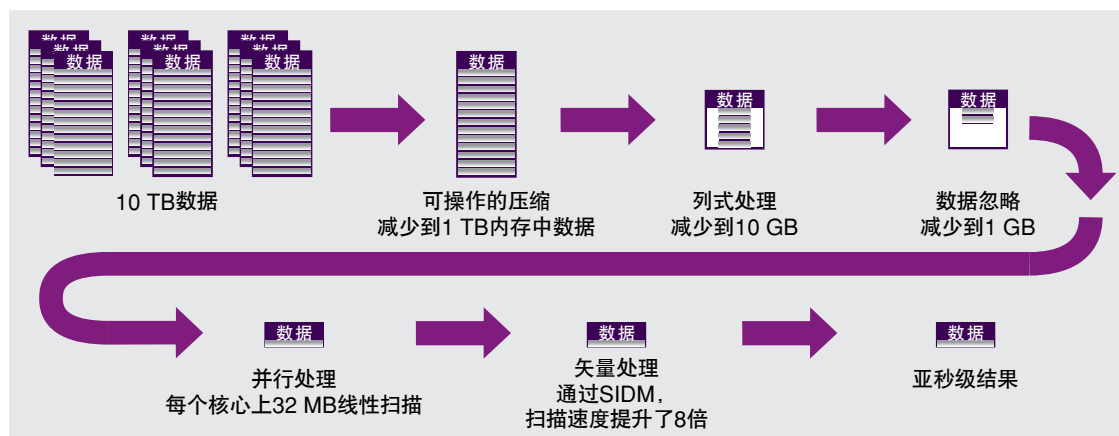 数据
数据
数据
数据
数据
数据
数据
数据
数据
数据
数据
数据
10 TB数据
可操作的压缩
减少到1 TB内存中数据
列式处理
减少到10 GB
数据忽略
减少到1 GB
数据
数据
数据
并行处理
每个核心上32 MB线性扫描
矢量处理
通过SIDM，
扫描速度提升了8倍
亚秒级结果